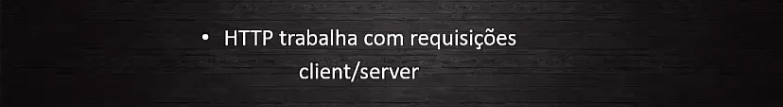 • HTTP trabalha com requisições
client/server